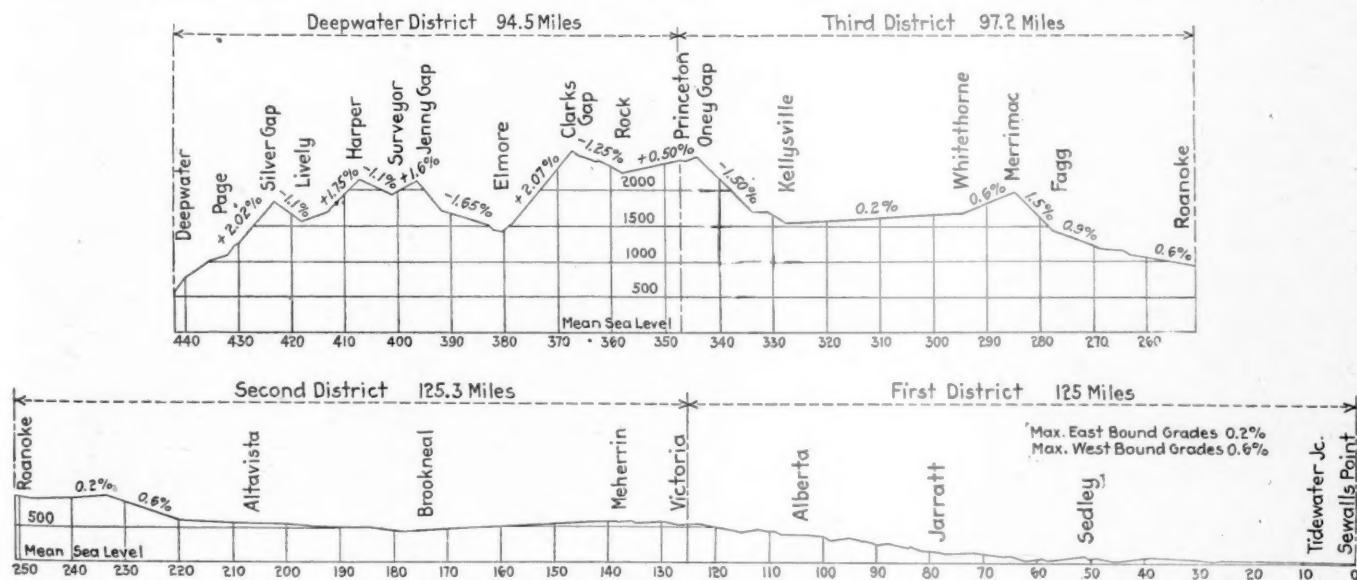 Deepwater District 94.5 Miles
Third District 97.2 Miles
Deepwater
Page
+2.02%
Silver Gap
-1.1%
Lively
+1.75%
Harper
-1.1%
Surveyor
+1.6%
Jenny Gap
-1.65%
Elmore
+2.07%
Clarks Gap
-1.25%
Rock
+0.50%
Princeton
Oney Gap
-1.50%
Kellysville
0.2%
Whitethorne
0.6%
Merrimac
1.5%
Fagg
0.9%
Roanoke
0.6%
2000
1500
1000
500
Mean Sea Level
440 430 420 410 400 390 380 370 360 350 340 330 320 310 300 290 280 270 260
Second District 125.3 Miles
First District 125 Miles
Roanoke
0.2%
0.6%
Altavista
Brookneal
Meherrin
Victoria
Alberta
Jarratt
Sedley
Max. East Bound Grades 0.2%
Max. West Bound Grades 0.6%
Tidewater Jc.
Sewalls Point
500
Mean Sea Level
250 240 230 220 210 200 190 180 170 160 150 140 130 120 110 100 90 80 70 60 50 40 30 20 10 0